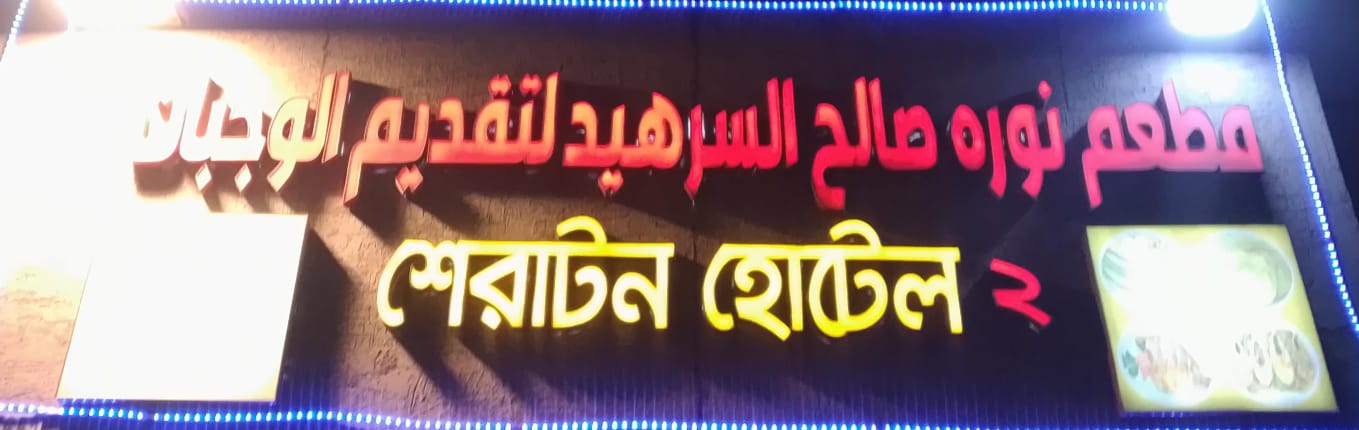 مطعم نوره صالح السرهيد لتقديم الوجبات
শেরাটন হোটেল ২